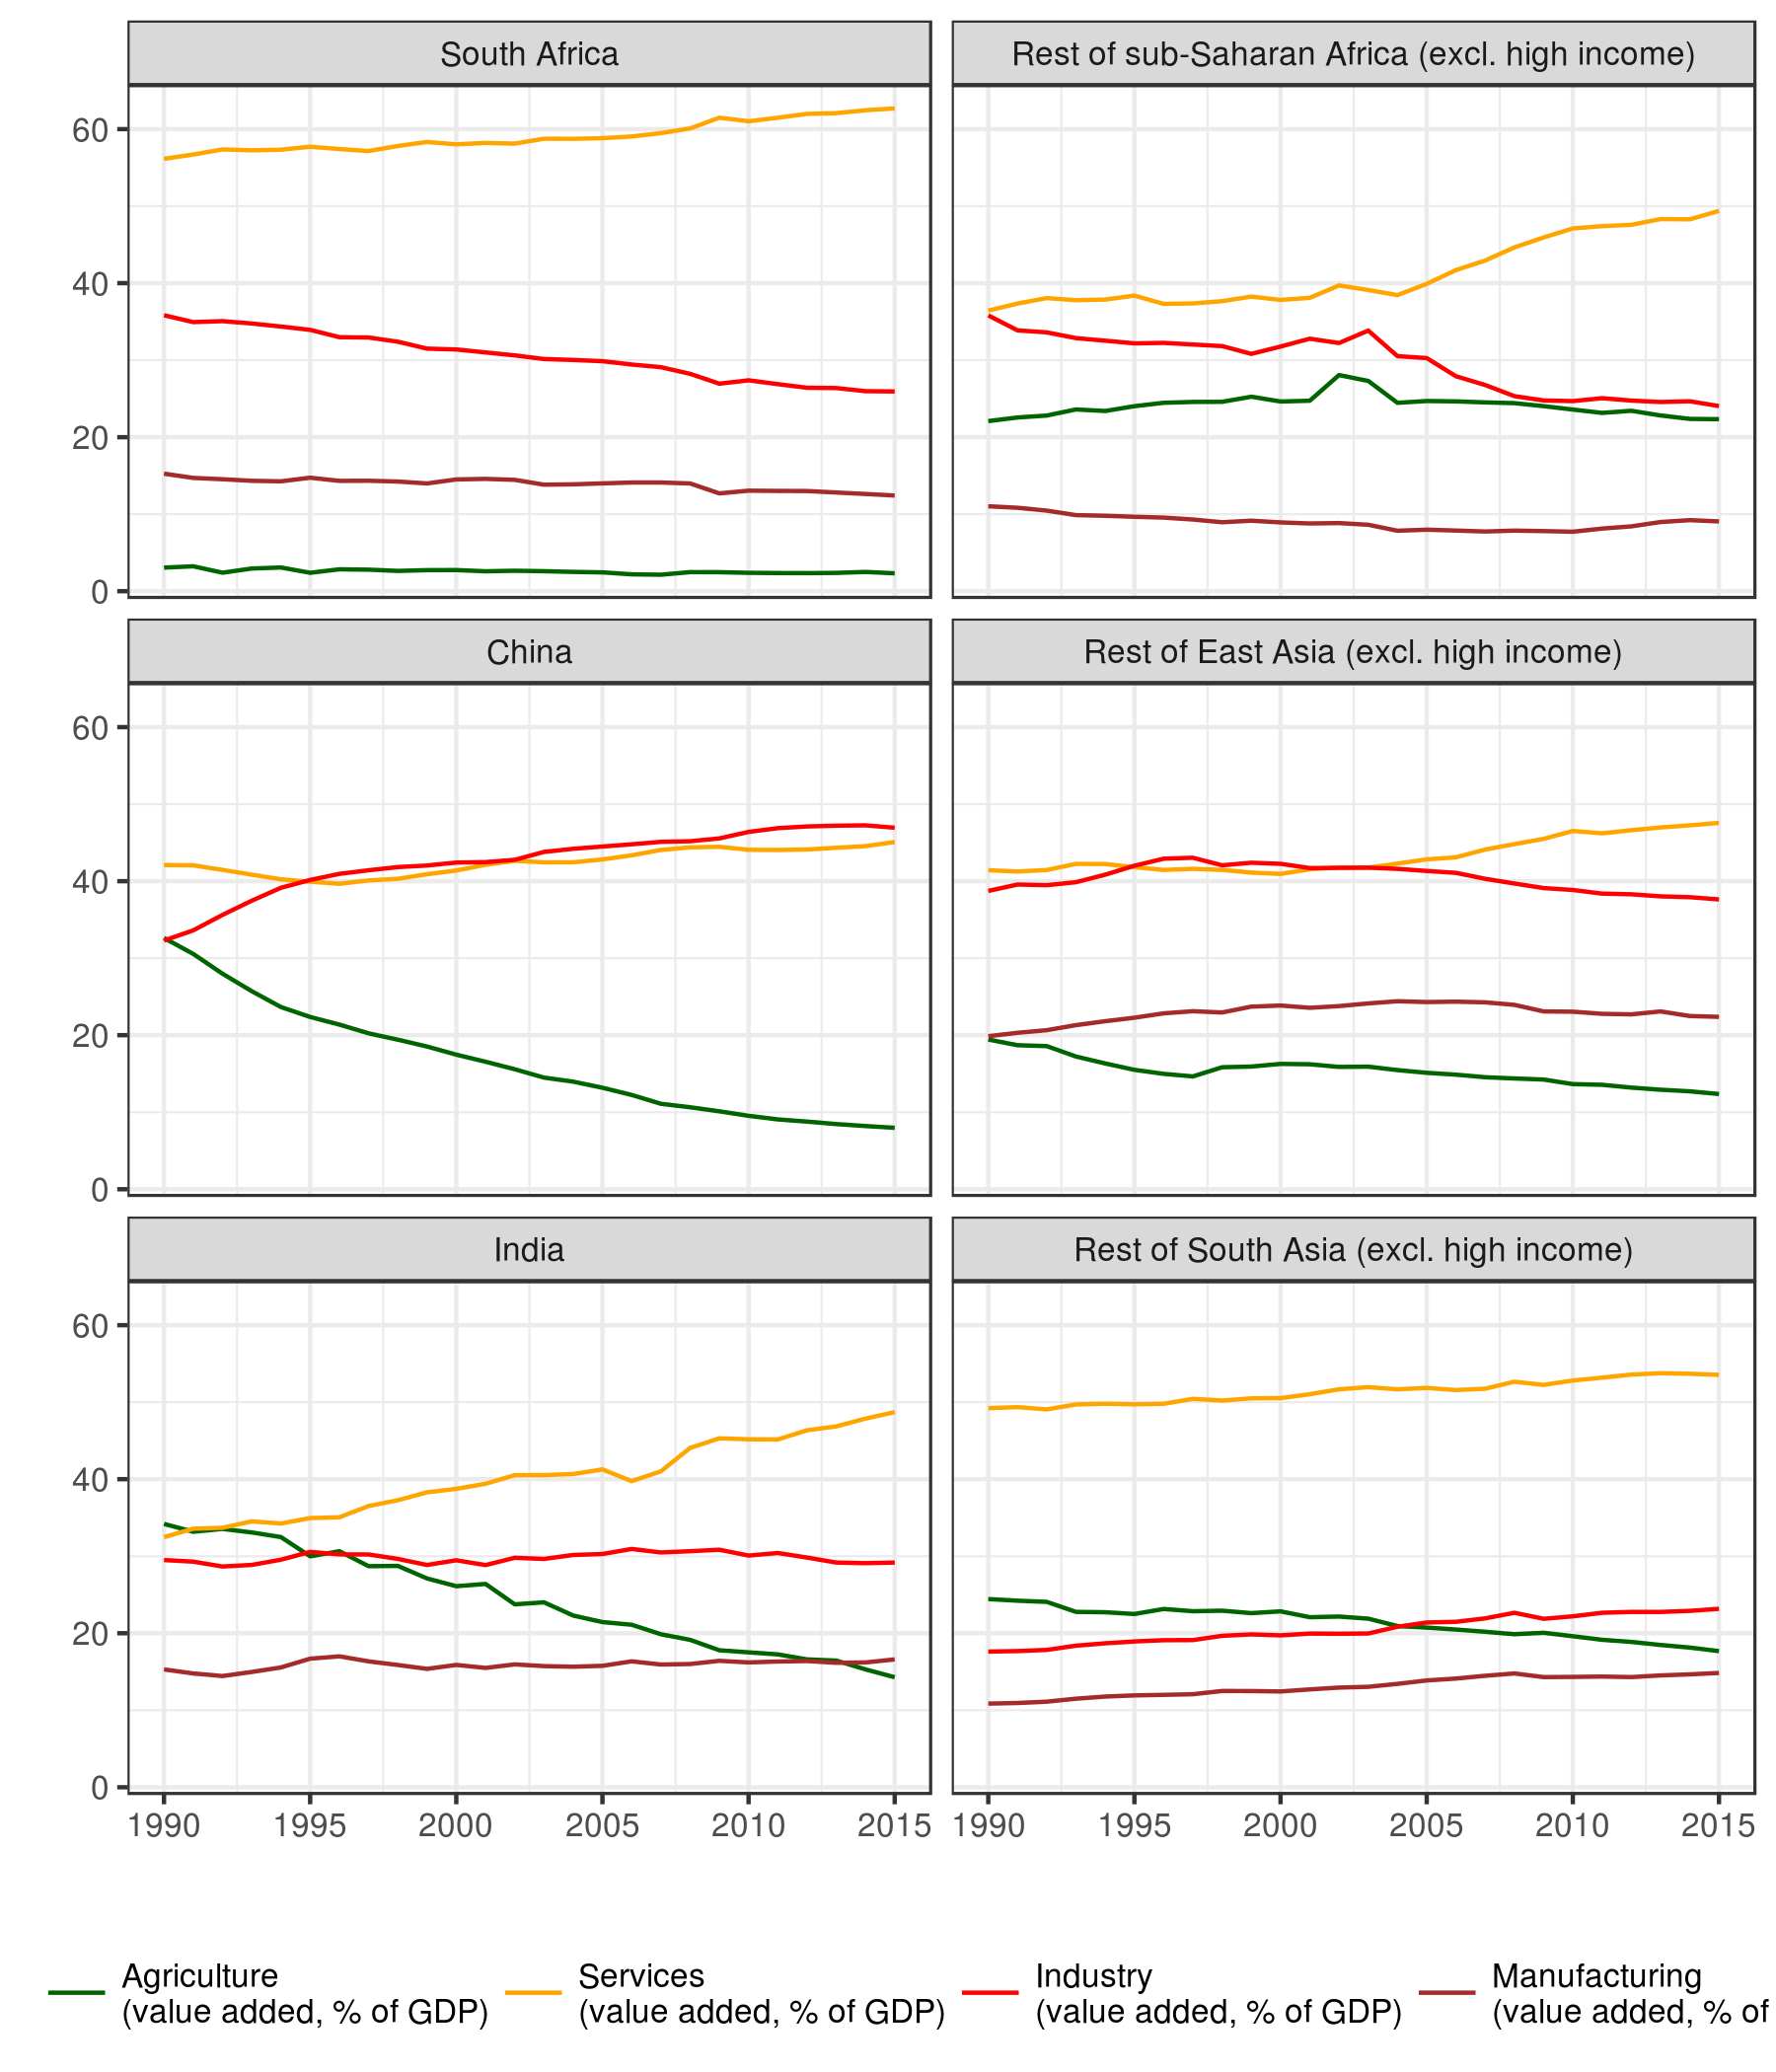 South Africa
Rest of sub-Saharan Africa (excl. high income)
60
40
20
0
China
Rest of East Asia (excl. high income)
60
40
20
0
India
Rest of South Asia (excl. high income)
60
40
20
0
1990 1995 2000 2005 2010 2015
1990 1995 2000 2005 2010 2015
Agriculture
(value added, % of GDP)
Services
(value added, % of GDP)
Industry
(value added, % of GDP)
Manufacturing
(value added, % of